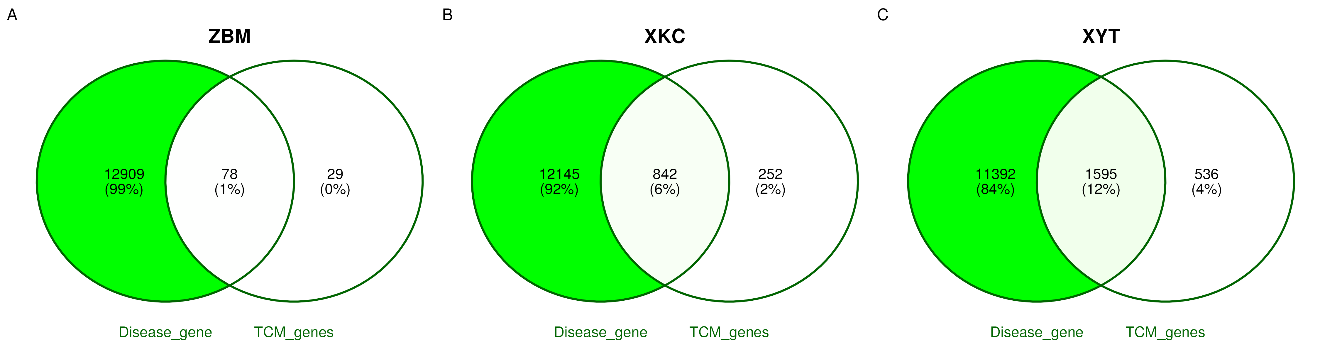 A
ZBM
12909
(99%)
78
(1%)
29
(0%)
Disease_gene
TCM_genes
B
XKC
12145
(92%)
842
(6%)
252
(2%)
Disease_gene
TCM_genes
C
XYT
11392
(84%)
1595
(12%)
536
(4%)
Disease_gene
TCM_genes